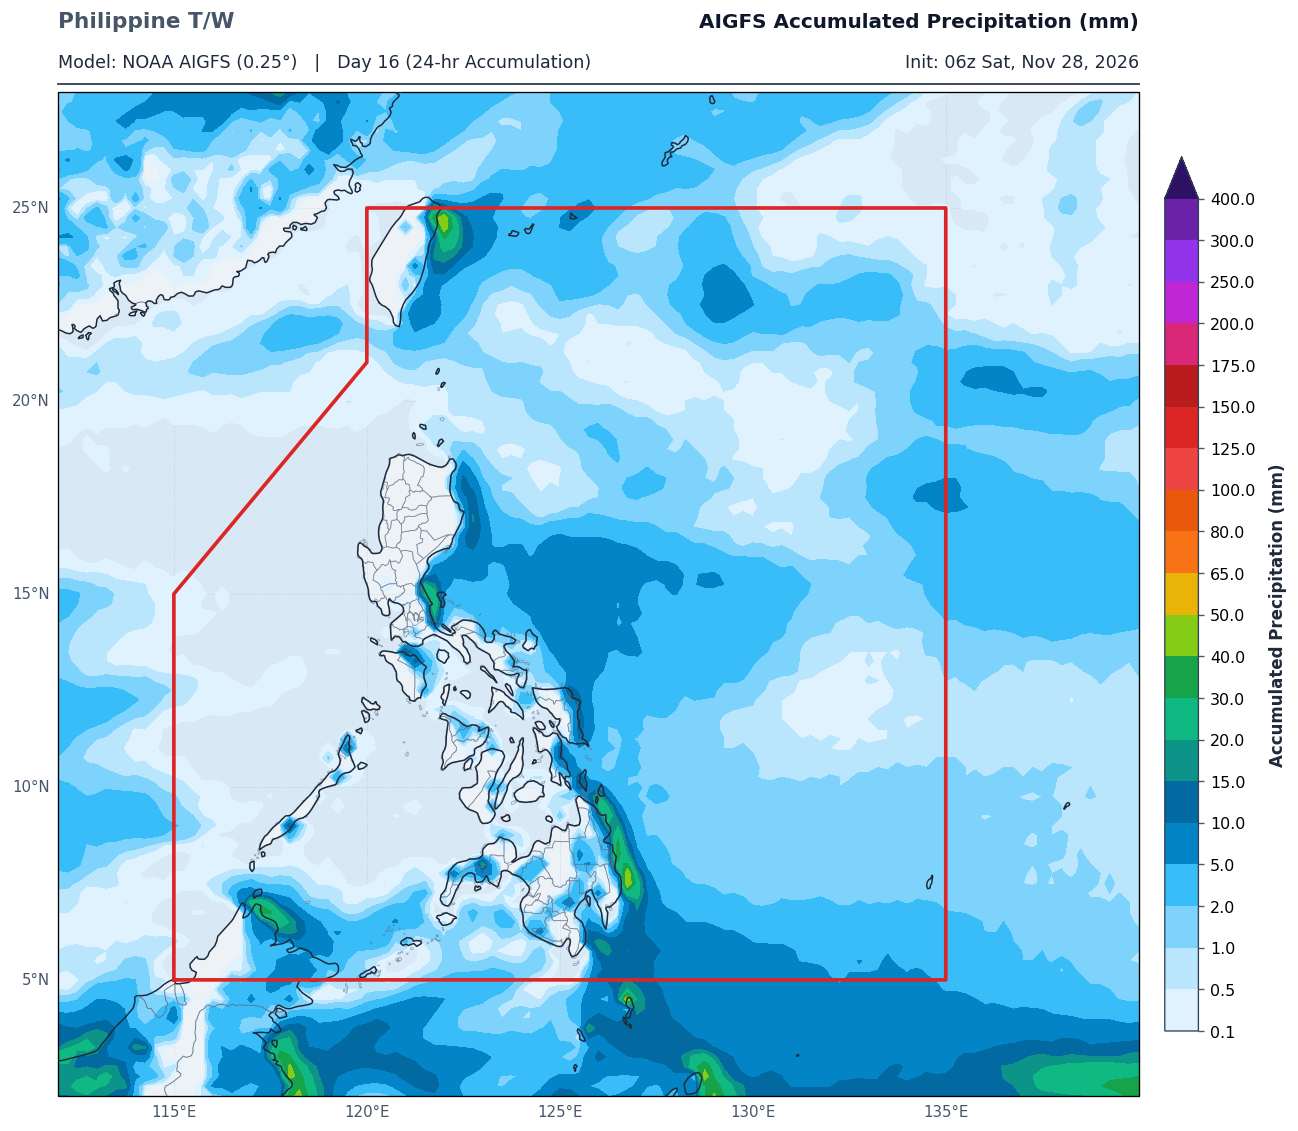 Philippine T/W
AIGFS Accumulated Precipitation (mm)
Model: NOAA AIGFS (0.25°)   |   Day 16 (24-hr Accumulation)
Init: 06z Sat, Nov 28, 2026
25°N
20°N
15°N
10°N
5°N
115°E
120°E
125°E
130°E
135°E
400.0
300.0
250.0
200.0
175.0
150.0
125.0
100.0
80.0
65.0
50.0
40.0
30.0
20.0
15.0
10.0
5.0
2.0
1.0
0.5
0.1
Accumulated Precipitation (mm)